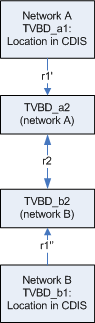 Network A
TVBD_a1:
Location in CDIS
r1'
TVBD_a2
(network A)
r2
TVBD_b2
(network B)
r1''
Network B
TVBD_b1:
Location in CDIS